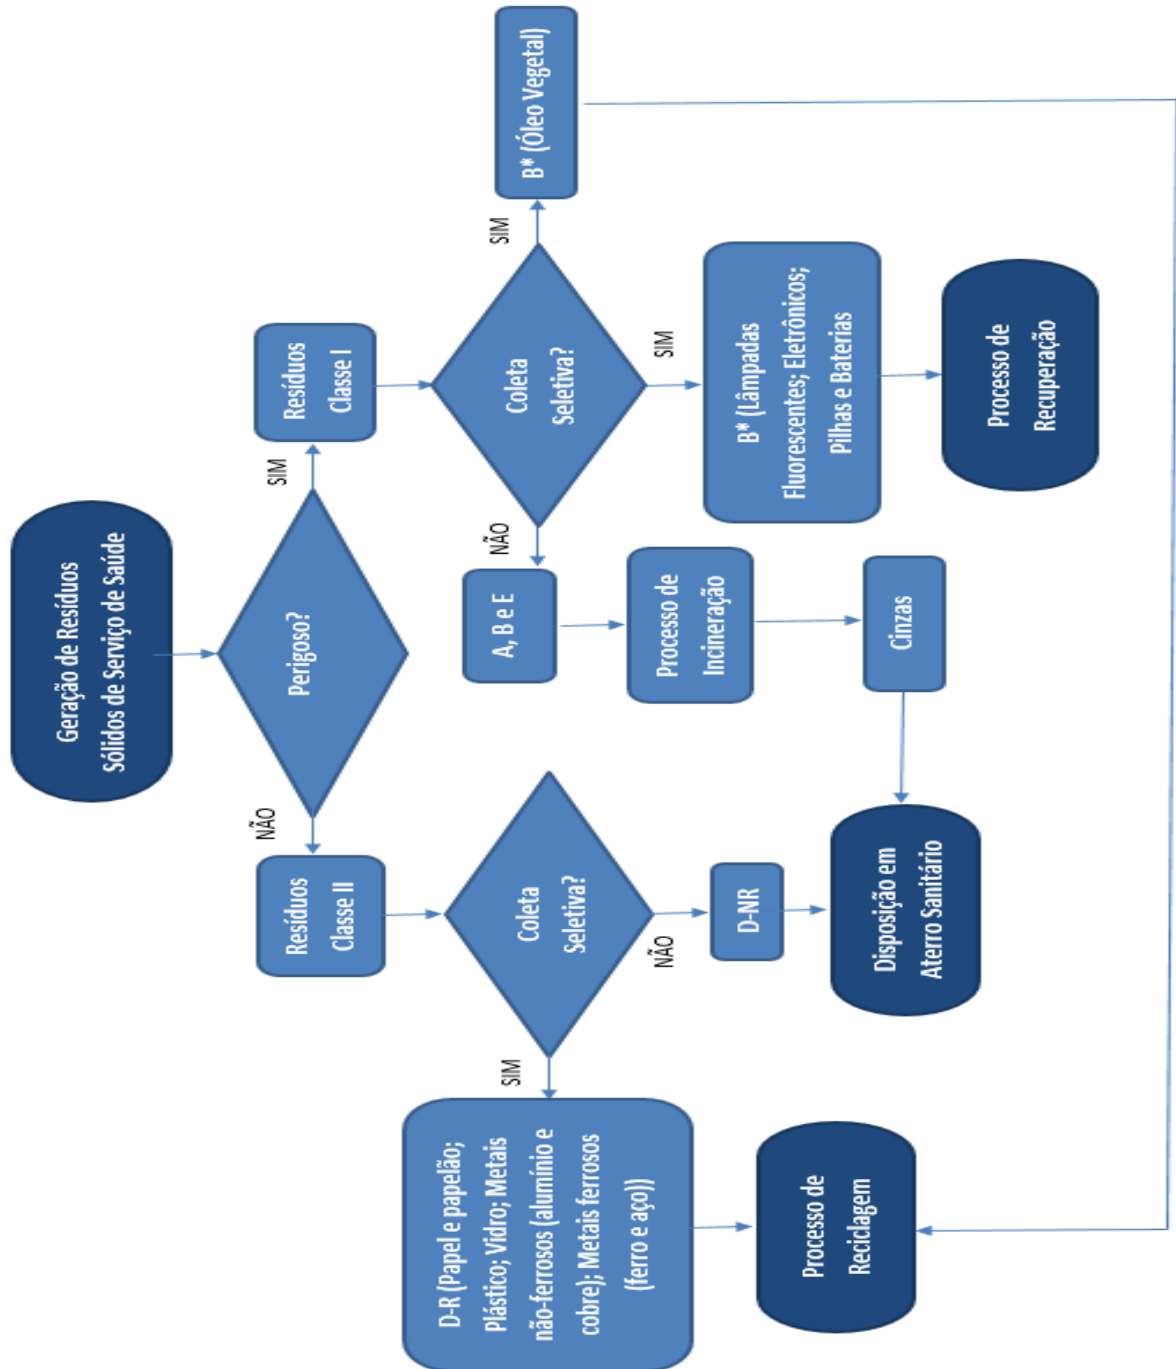 Geração de Resíduos
Sólidos de Serviço de Saúde
Perigoso?
NÃO
SIM
Resíduos
Classe II
Resíduos
Classe I
Coleta
Seletiva?
Coleta
Seletiva?
SIM
NÃO
NÃO
SIM
SIM
D-R (Papel e papelão;
Plástico; Vidro; Metais
não-ferrosos (alumínio e
cobre); Metais ferrosos
(ferro e aço))
D-NR
A, B e E
B* (Óleo Vegetal)
Processo de
Incineração
B* (Lâmpadas
Fluorescentes; Eletrônicos;
Pilhas e Baterias
Processo de
Reciclagem
Disposição em
Aterro Sanitário
Cinzas
Processo de
Recuperação